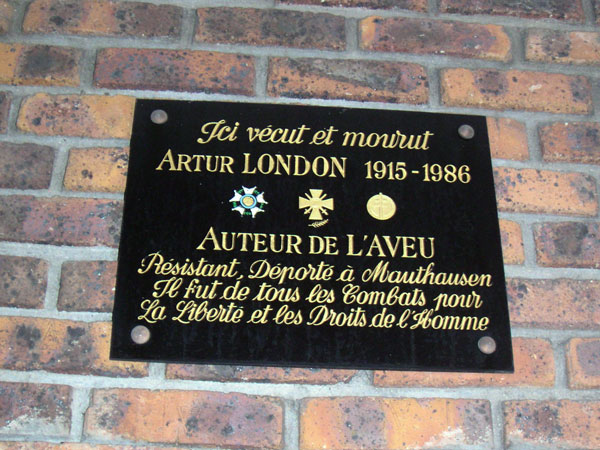 Ici vécut et mourut
ARTUR LONDON 1915-1986
AUTEUR DE L'AVEU
Résistant, Déporté à Mauthausen
Il fut de tous les Combats pour
La Liberté et les Droits de l'Homme